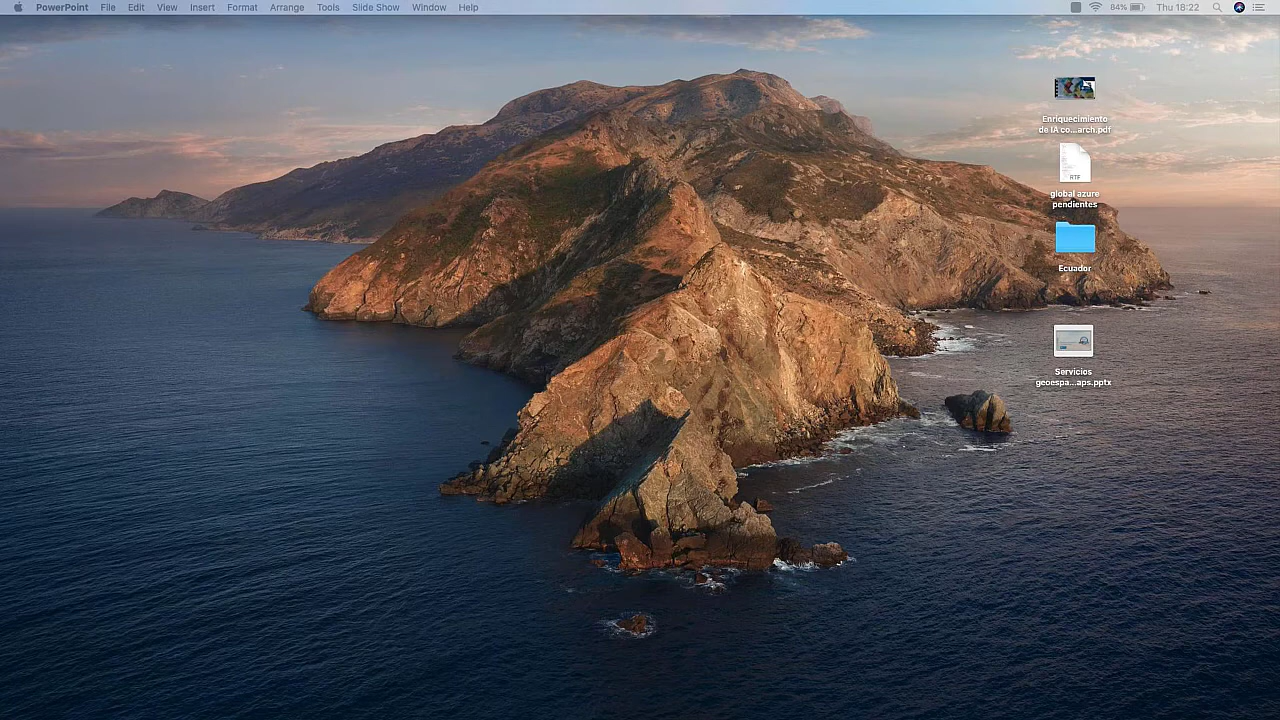 PowerPoint File Edit View Insert Format Arrange Tools Slide Show Window Help 84% Thu 18:22
Enriquecimiento
de IA co...arch.pdf
RTF
global azure
pendientes
Ecuador
Servicios
geoespa...aps.pptx